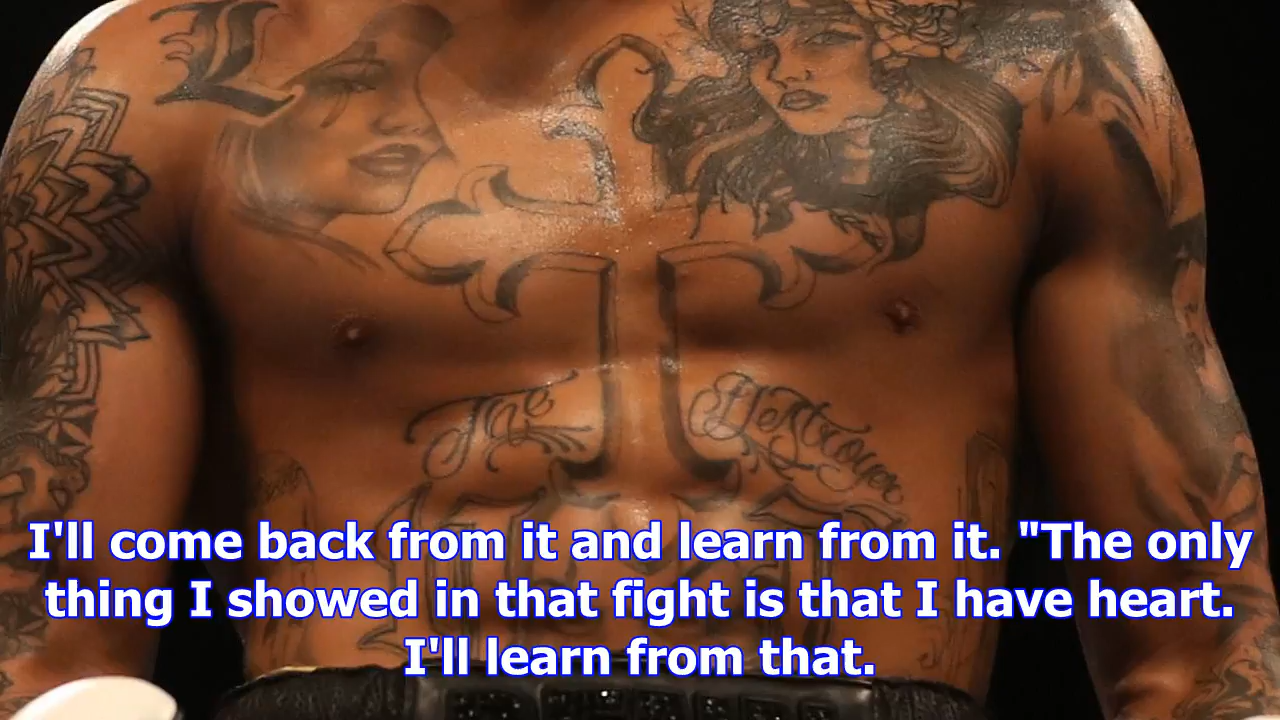 L
The Destroyer
I'll come back from it and learn from it. "The only
thing I showed in that fight is that I have heart.
I'll learn from that.